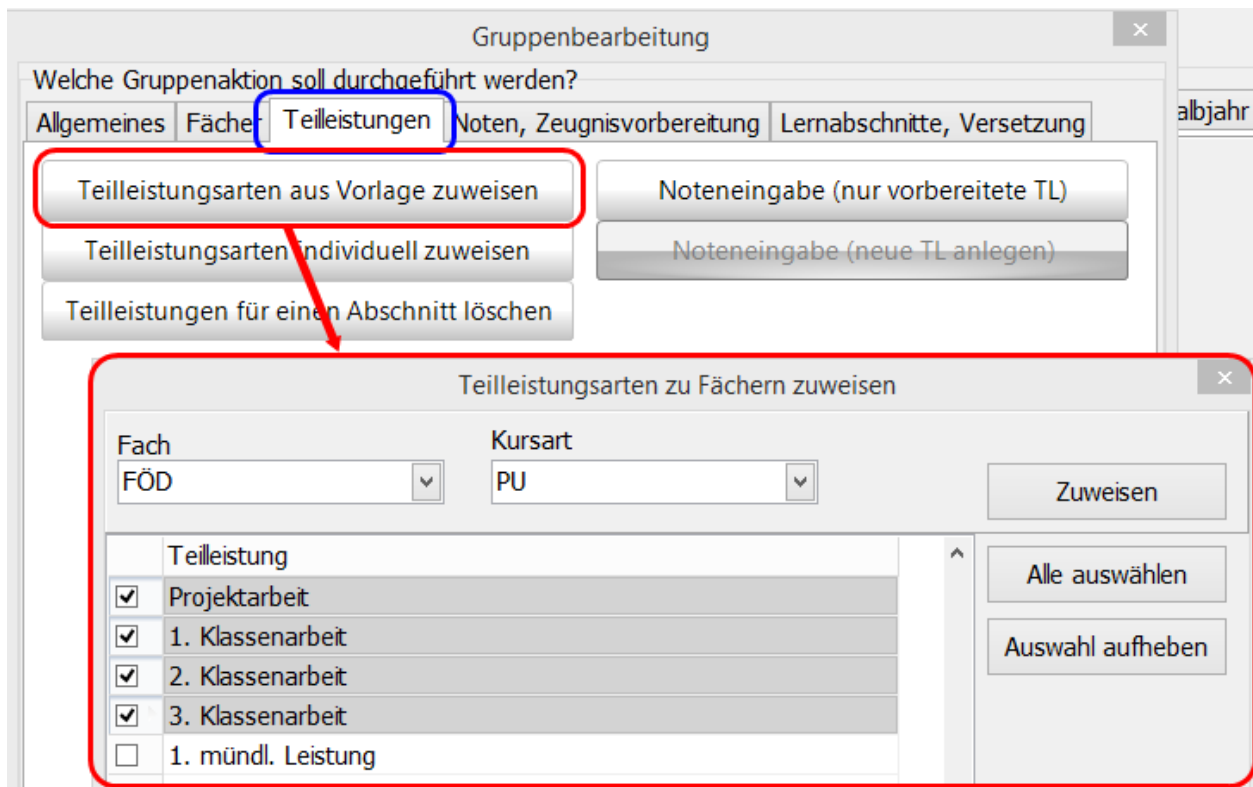 Gruppenbearbeitung
Welche Gruppenaktion soll durchgeführt werden?
Allgemeines Fächer Teilleistungen Noten, Zeugnisvorbereitung Lernabschnitte, Versetzung
albjahr
Teilleistungsarten aus Vorlage zuweisen Noteneingabe (nur vorbereitete TL)
Teilleistungsarten individuell zuweisen Noteneingabe (neue TL anlegen)
Teilleistungen für einen Abschnitt löschen
Teilleistungsarten zu Fächern zuweisen
Fach Kursart
FÖD PU
Zuweisen
Teilleistung
Alle auswählen
Projektarbeit
1. Klassenarbeit
Auswahl aufheben
2. Klassenarbeit
3. Klassenarbeit
1. mündl. Leistung